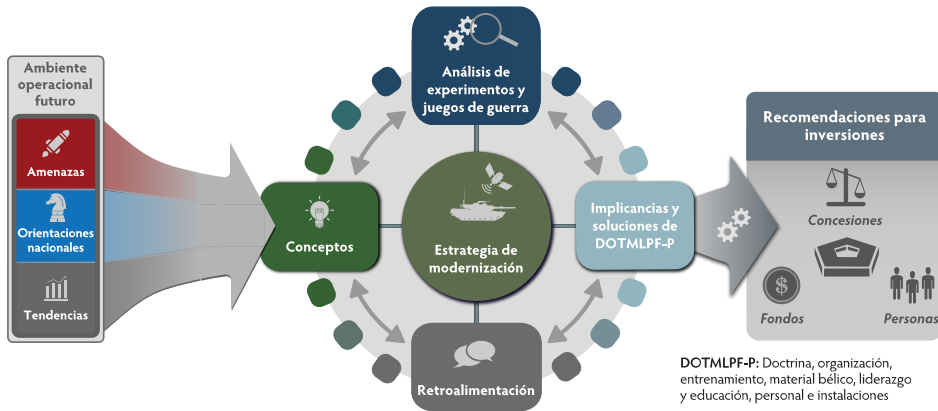 Ambiente
operacional
futuro
Amenazas
Orientaciones
nacionales
Tendencias
Conceptos
Análisis de
experimentos y
juegos de guerra
Estrategia de
modernización
Retroalimentación
Implicancias y
soluciones de
DOTMLPF-P
Recomendaciones para
inversiones
Concesiones
$
Fondos
Personas
DOTMLPF-P: Doctrina, organización,
entrenamiento, material bélico, liderazgo
y educación, personal e instalaciones